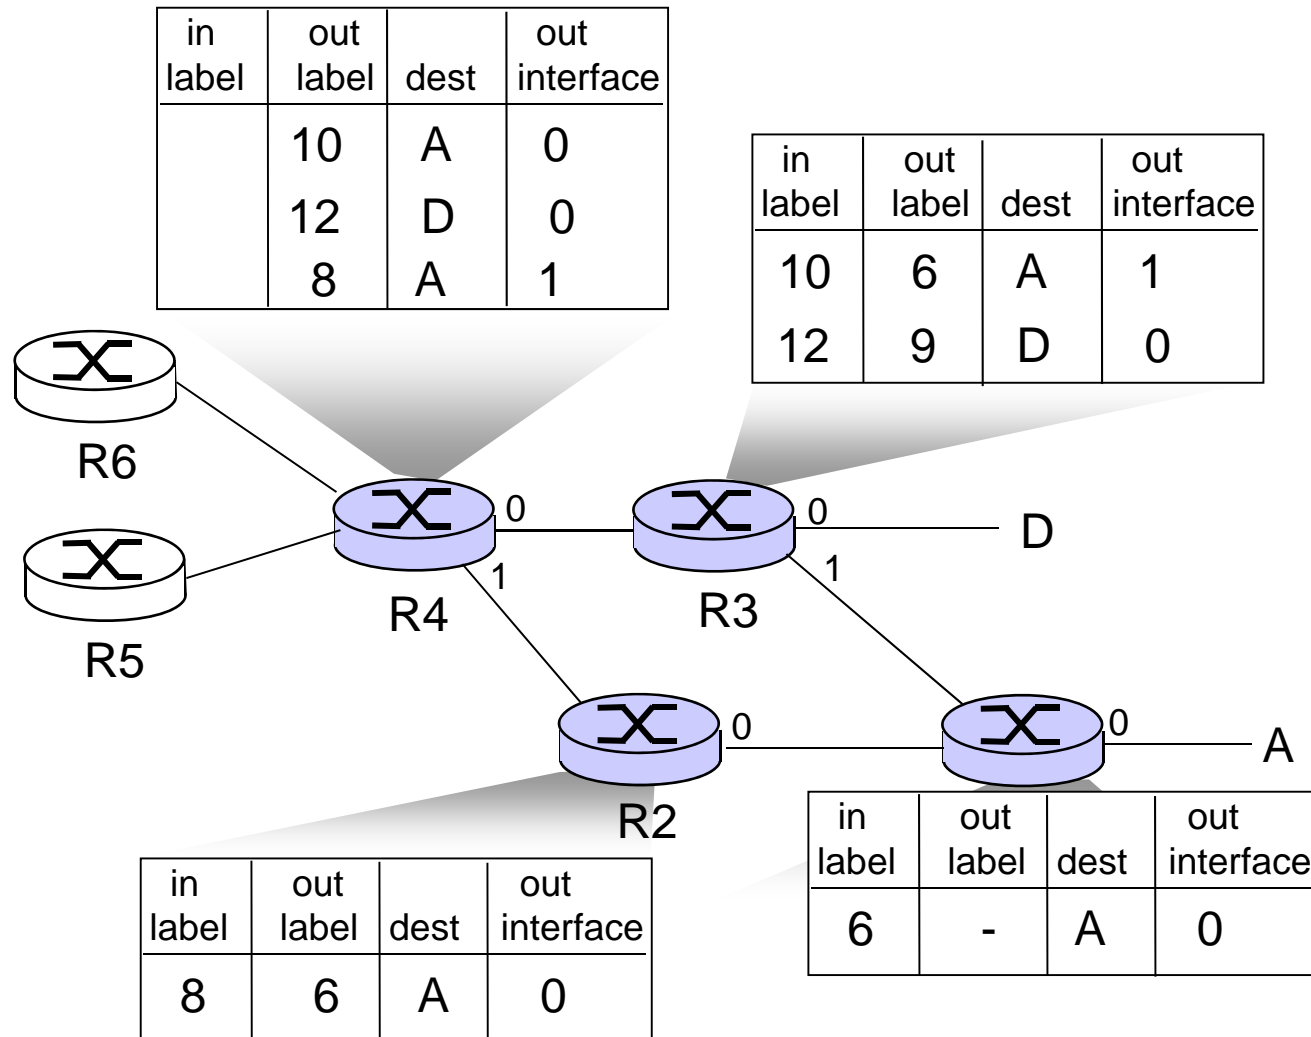 in out out
label label dest interface
10 A 0
12 D 0
8 A 1
in out out
label label dest interface
10 6 A 1
12 9 D 0
R6
0
0
D
1
1
R4
R3
R5
0
0
A
R2
in out out
label label dest interface
6 - A 0
in out out
label label dest interface
8 6 A 0